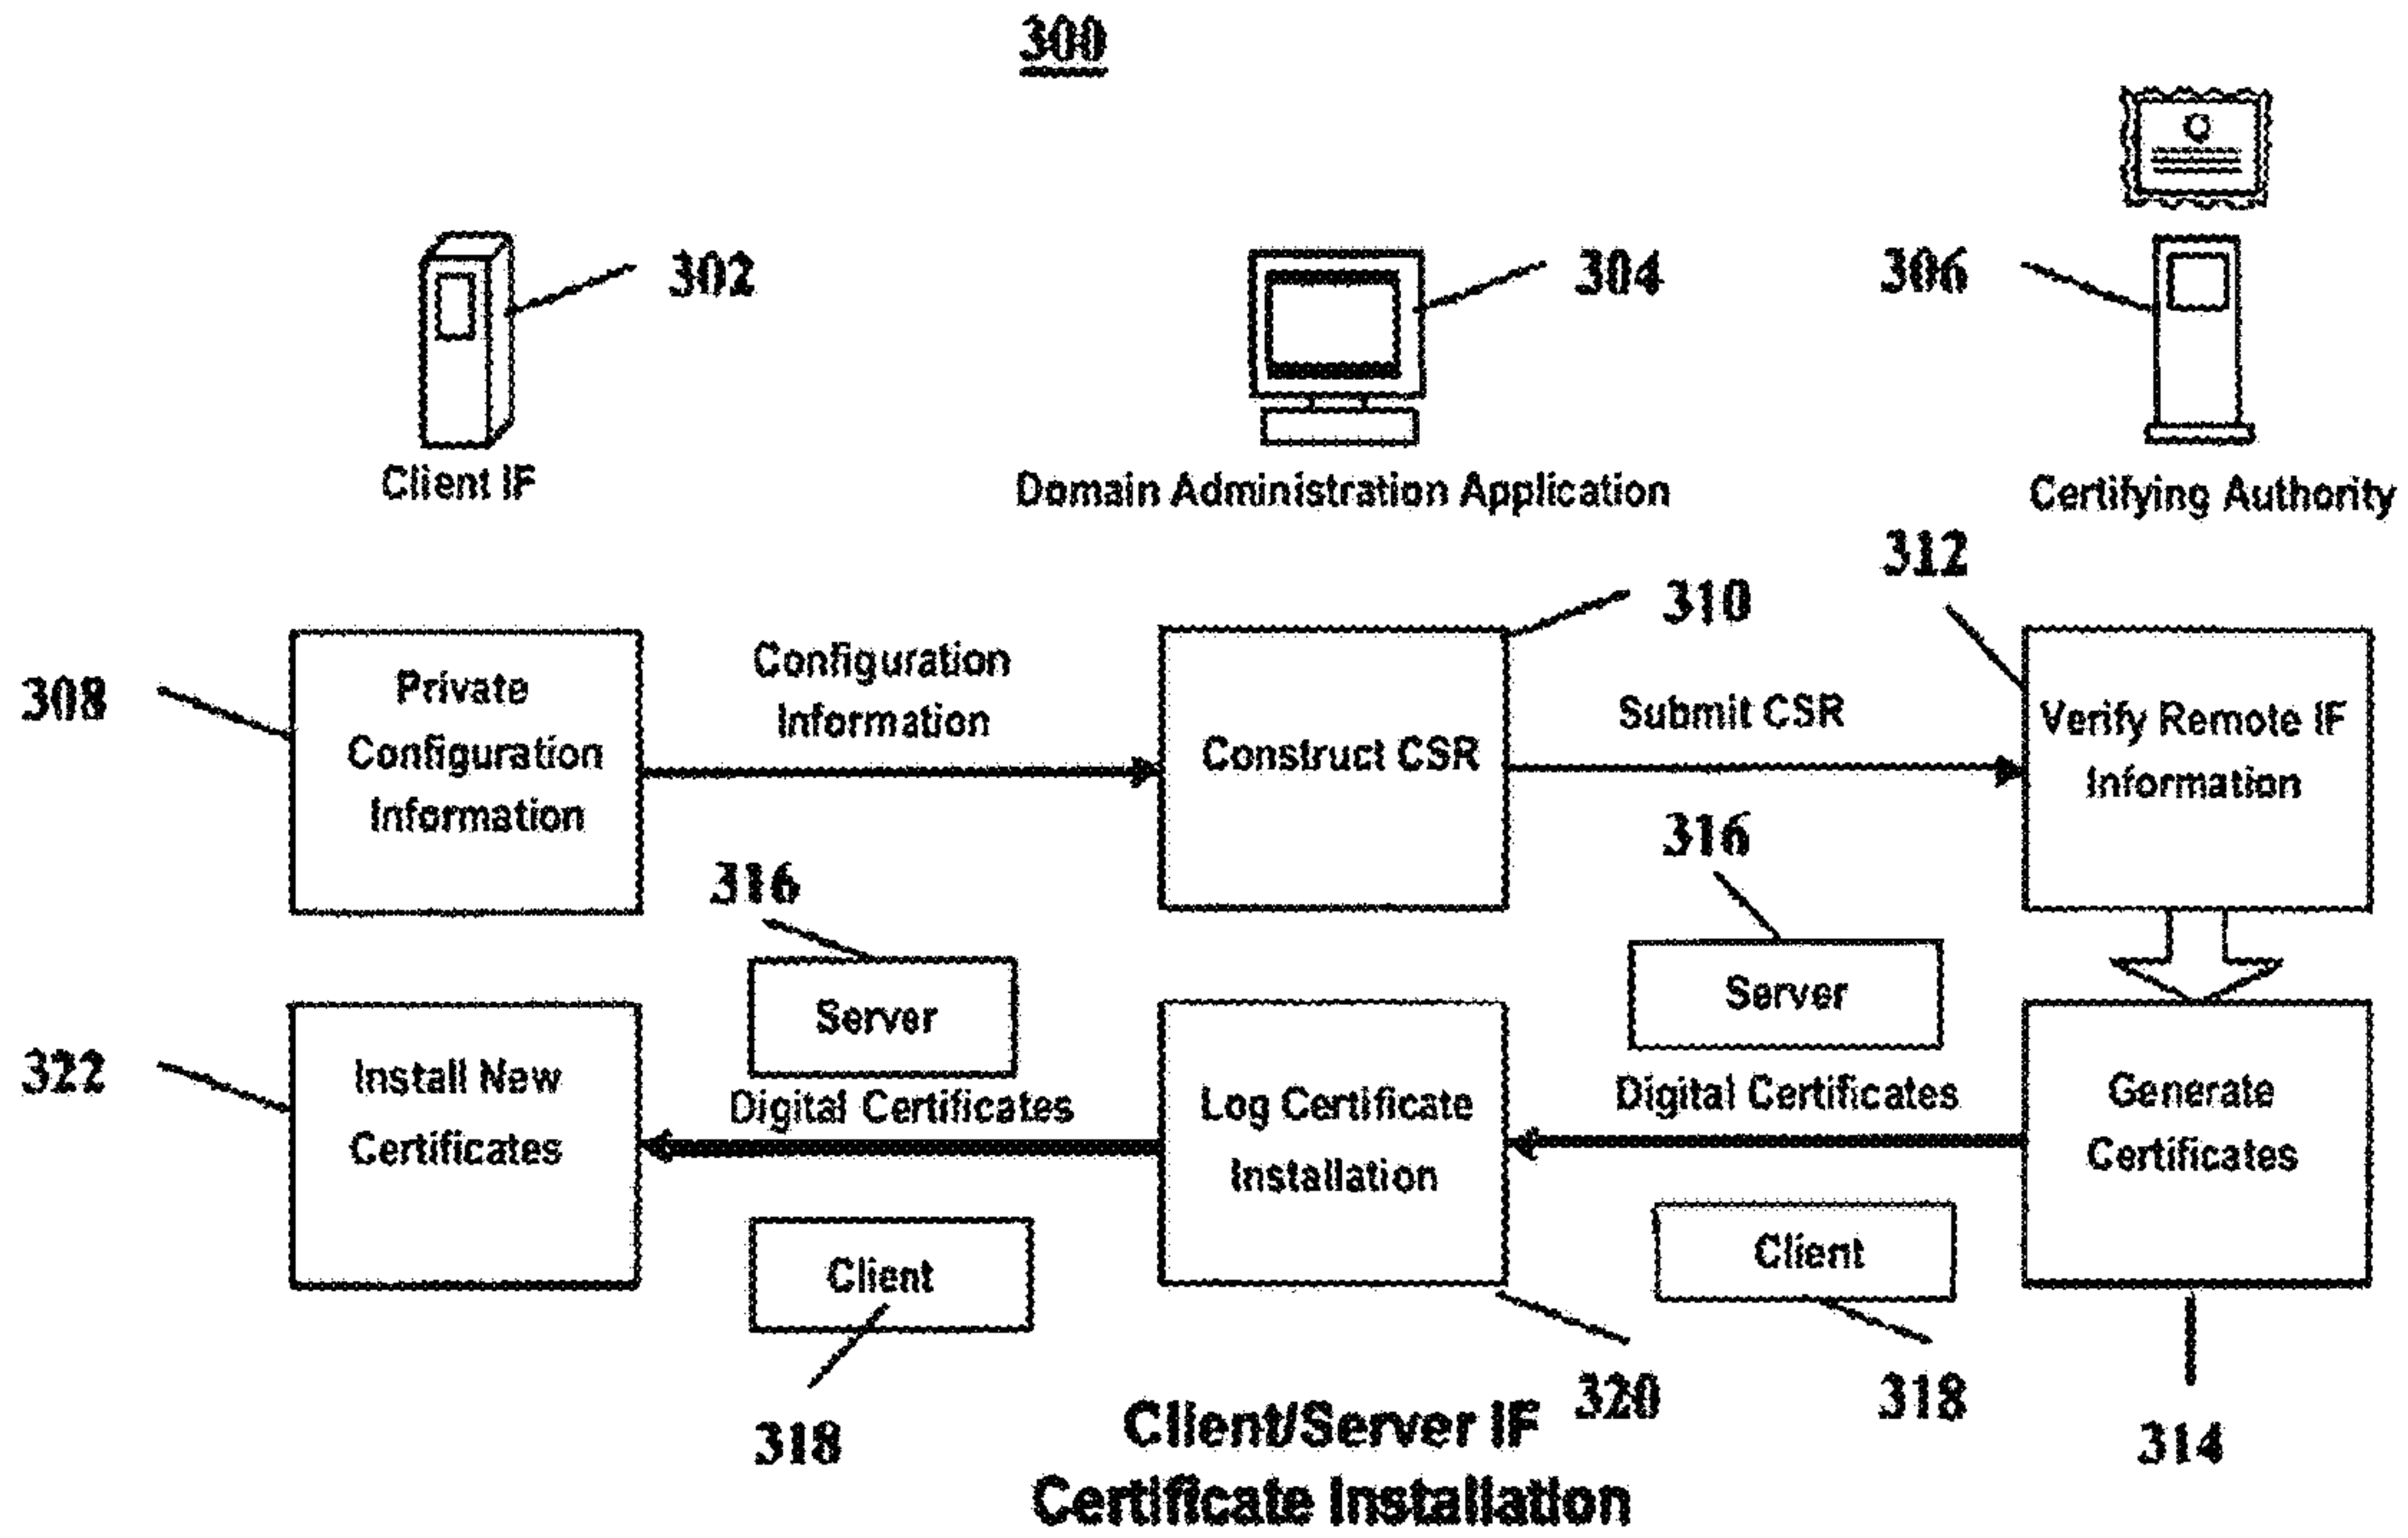 300
302
304
306
Client IF
Domain Administration Application
Certifying Authority
312
310
308
Private
Configuration
Information
Configuration
Information
Construct CSR
Submit CSR
Verify Remote IF
Information
316
316
Server
Server
322
Install New
Certificates
Digital Certificates
Log Certificate
Installation
Digital Certificates
Generate
Certificates
Client
Client
318
320
318
314
Client/Server IF
Certificate Installation